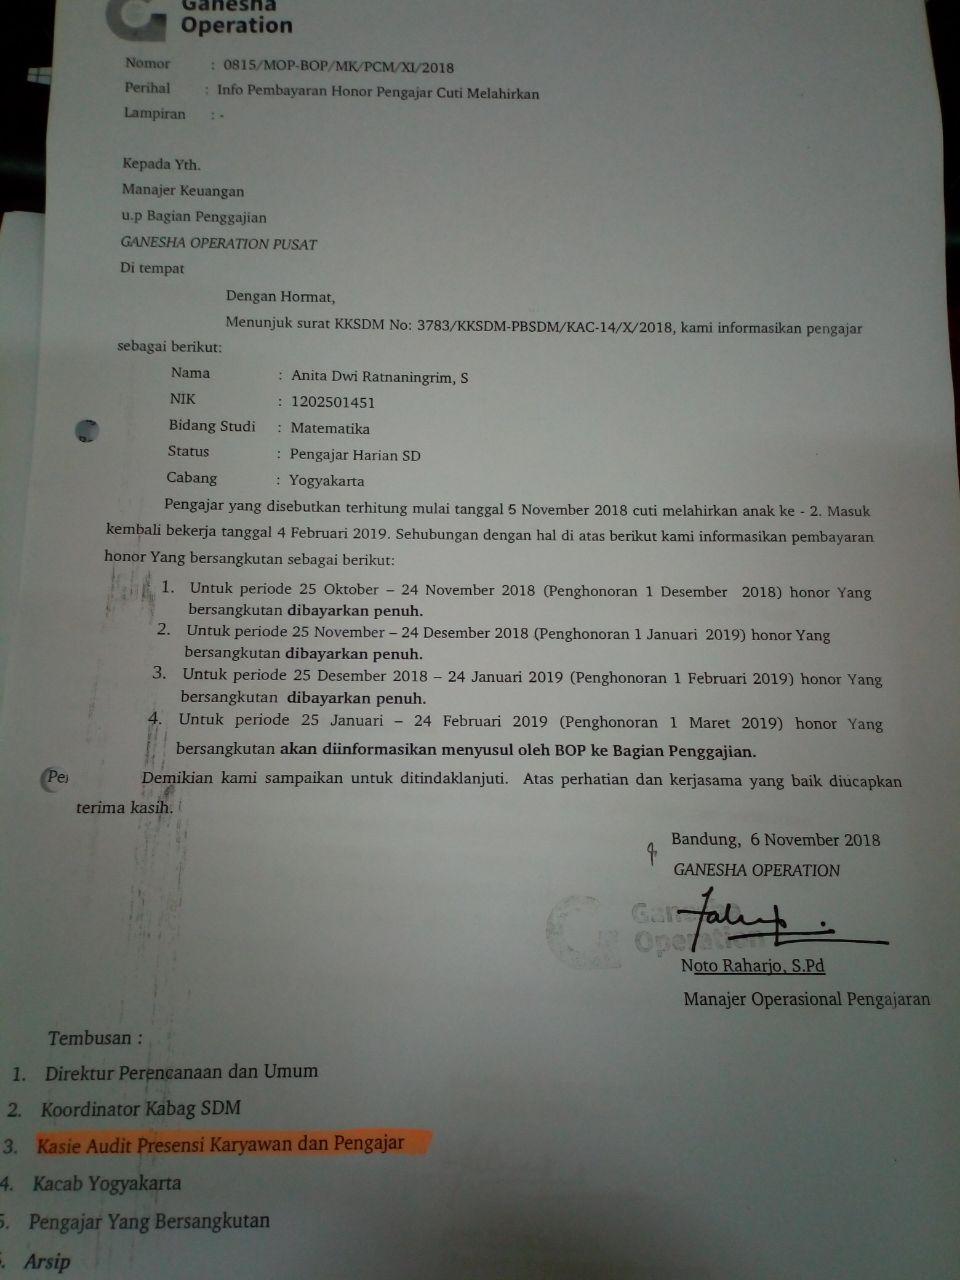 Ganesha
Operation
Nomor : 0815/MOP-BOP/MK/PCM/XI/2018
Perihal : Info Pembayaran Honor Pengajar Cuti Melahirkan
Lampiran : -
Kepada Yth.
Manajer Keuangan
u.p Bagian Penggajian
GANESHA OPERATION PUSAT
Di tempat
Dengan Hormat,
Menunjuk surat KKSDM No: 3783/KKSDM-PBSDM/KAC-14/X/2018, kami informasikan pengajar
sebagai berikut:
Nama : Anita Dwi Ratnaningrim, S
NIK : 1202501451
Bidang Studi : Matematika
Status : Pengajar Harian SD
Cabang : Yogyakarta
Pengajar yang disebutkan terhitung mulai tanggal 5 November 2018 cuti melahirkan anak ke - 2. Masuk
kembali bekerja tanggal 4 Februari 2019. Sehubungan dengan hal di atas berikut kami informasikan pembayaran
honor Yang bersangkutan sebagai berikut:
1. Untuk periode 25 Oktober – 24 November 2018 (Penghonoran 1 Desember 2018) honor Yang
bersangkutan dibayarkan penuh.
2. Untuk periode 25 November – 24 Desember 2018 (Penghonoran 1 Januari 2019) honor Yang
bersangkutan dibayarkan penuh.
3. Untuk periode 25 Desember 2018 – 24 Januari 2019 (Penghonoran 1 Februari 2019) honor Yang
bersangkutan dibayarkan penuh.
4. Untuk periode 25 Januari – 24 Februari 2019 (Penghonoran 1 Maret 2019) honor Yang
bersangkutan akan diinformasikan menyusul oleh BOP ke Bagian Penggajian.
Demikian kami sampaikan untuk ditindaklanjuti. Atas perhatian dan kerjasama yang baik diucapkan
terima kasih.
Bandung, 6 November 2018
GANESHA OPERATION
Ganesha
Operation
Noto Raharjo, S.Pd
Manajer Operasional Pengajaran
Tembusan :
1. Direktur Perencanaan dan Umum
2. Koordinator Kabag SDM
3. Kasie Audit Presensi Karyawan dan Pengajar
4. Kacab Yogyakarta
5. Pengajar Yang Bersangkutan
Arsip